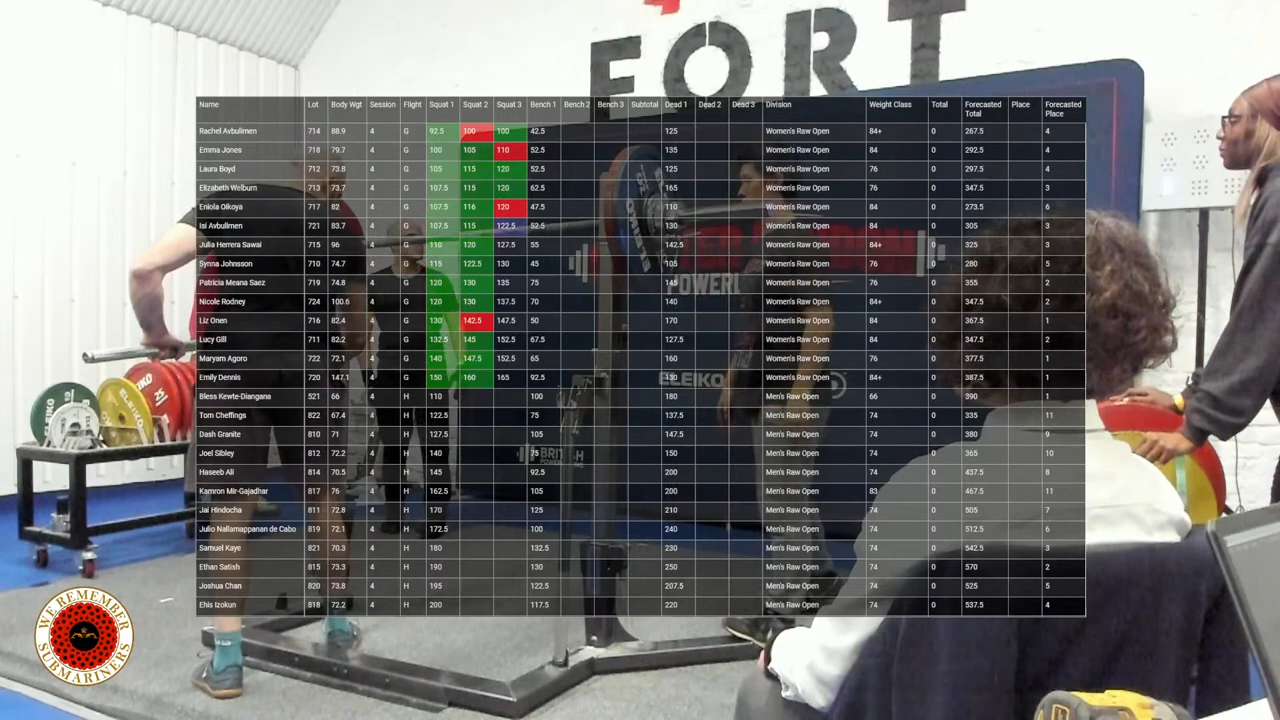 FORT
Name Lot Body Wgt Session Flight Squat 1 Squat 2 Squat 3 Bench 1 Bench 2 Bench 3 Subtotal Dead 1 Dead 2 Dead 3 Division Weight Class Total Forecasted Total Place Forecasted Place
Rachel Avbulimen 714 88.9 4 G 92.5 100 100 42.5 125 Women's Raw Open 84+ 0 267.5 4
Emma Jones 718 79.7 4 G 100 105 110 52.5 135 Women's Raw Open 84 0 292.5 4
Laura Boyd 712 73.8 4 G 105 115 120 52.5 125 Women's Raw Open 76 0 297.5 4
Elizabeth Welburn 713 73.7 4 G 107.5 115 120 62.5 165 Women's Raw Open 76 0 347.5 3
Eniola Oikoya 717 82 4 G 107.5 116 120 47.5 110 Women's Raw Open 84 0 273.5 6
Isi Avbulimen 721 83.7 4 G 107.5 115 122.5 52.5 130 Women's Raw Open 84 0 305 3
Julia Herrera Sawai 715 96 4 G 110 120 127.5 55 142.5 Women's Raw Open 84+ 0 325 3
Synna Johnsson 710 74.7 4 G 115 122.5 130 45 105 Women's Raw Open 76 0 280 5
Patricia Meana Saez 719 74.8 4 G 120 130 135 75 145 Women's Raw Open 76 0 355 2
Nicole Rodney 724 100.6 4 G 120 130 137.5 70 140 Women's Raw Open 84+ 0 347.5 2
Liz Onen 716 82.4 4 G 130 142.5 147.5 50 170 Women's Raw Open 84 0 367.5 1
Lucy Gill 711 82.2 4 G 132.5 145 152.5 67.5 127.5 Women's Raw Open 84 0 347.5 2
Maryam Agoro 722 72.1 4 G 140 147.5 152.5 65 160 Women's Raw Open 76 0 377.5 1
Emily Dennis 720 147.1 4 G 150 160 165 92.5 130 Women's Raw Open 84+ 0 387.5 1
Bless Kewte-Diangana 521 66 4 H 110 100 180 Men's Raw Open 66 0 390 1
Tom Cheffings 822 67.4 4 H 122.5 75 137.5 Men's Raw Open 74 0 335 11
Dash Granite 810 71 4 H 127.5 105 147.5 Men's Raw Open 74 0 380 9
Joel Sibley 812 72.2 4 H 140 75 150 Men's Raw Open 74 0 365 10
Haseeb Ali 814 70.5 4 H 145 92.5 200 Men's Raw Open 74 0 437.5 8
Kamron Mir-Gajadhar 817 76 4 H 162.5 105 200 Men's Raw Open 83 0 467.5 11
Jai Hindocha 811 72.8 4 H 170 125 210 Men's Raw Open 74 0 505 7
Julio Nallamappanan de Cabo 819 72.1 4 H 172.5 100 240 Men's Raw Open 74 0 512.5 6
Samuel Kaye 821 70.3 4 H 180 132.5 230 Men's Raw Open 74 0 542.5 3
Ethan Satish 815 73.3 4 H 190 130 250 Men's Raw Open 74 0 570 2
Joshua Chan 820 73.8 4 H 195 122.5 207.5 Men's Raw Open 74 0 525 5
Ehis Izokun 818 72.2 4 H 200 117.5 220 Men's Raw Open 74 0 537.5 4
ELEIKO
WE REMEMBER
SUBMARINERS